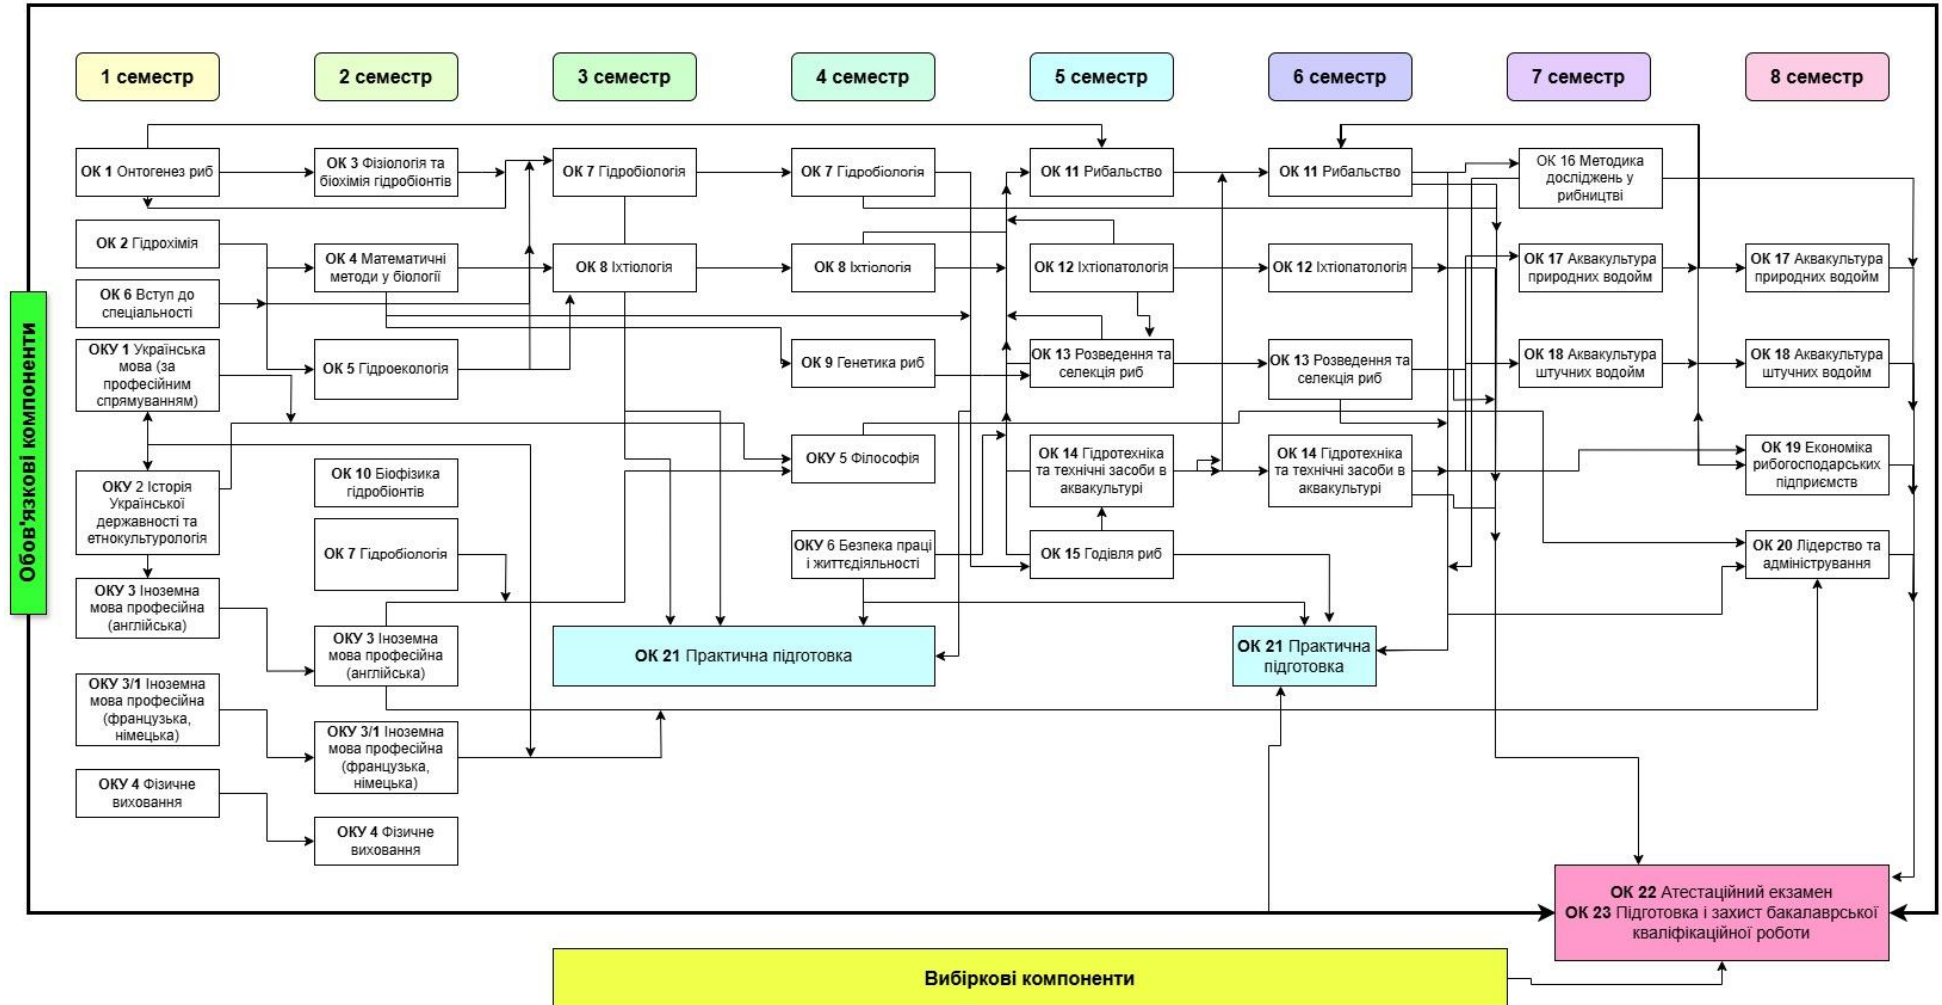 1 семестр
2 семестр
3 семестр
4 семестр
5 семестр
6 семестр
7 семестр
8 семестр
Обов'язкові компоненти
ОК 1 Онтогенез риб
ОК 2 Гідрохімія
ОК 6 Вступ до
спеціальності
ОКУ 1 Українська
мова (за
професійним
спрямуванням)
ОКУ 2 Історія
Української
державності та
етнокультурологія
ОКУ 3 Іноземна
мова професійна
(англійська)
ОКУ 3/1 Іноземна
мова професійна
(французька,
німецька)
ОКУ 4 Фізичне
виховання
ОК 3 Фізіологія та
біохімія гідробіонтів
ОК 4 Математичні
методи у біології
ОК 5 Гідроекологія
ОК 10 Біофізика
гідробіонтів
ОК 7 Гідробіологія
ОКУ 3 Іноземна
мова професійна
(англійська)
ОКУ 3/1 Іноземна
мова професійна
(французька,
німецька)
ОКУ 4 Фізичне
виховання
ОК 7 Гідробіологія
ОК 8 Іхтіологія
ОК 7 Гідробіологія
ОК 8 Іхтіологія
ОК 9 Генетика риб
ОКУ 5 Філософія
ОКУ 6 Безпека праці
і життєдіяльності
ОК 21 Практична підготовка
ОК 11 Рибальство
ОК 12 Іхтіопатологія
ОК 13 Розведення та
селекція риб
ОК 14 Гідротехніка
та технічні засоби в
аквакультурі
ОК 15 Годівля риб
ОК 11 Рибальство
ОК 12 Іхтіопатологія
ОК 13 Розведення та
селекція риб
ОК 14 Гідротехніка
та технічні засоби в
аквакультурі
ОК 21 Практична
підготовка
ОК 16 Методика
досліджень у
рибництві
ОК 17 Аквакультура
природних водойм
ОК 18 Аквакультура
штучних водойм
ОК 17 Аквакультура
природних водойм
ОК 18 Аквакультура
штучних водойм
ОК 19 Економіка
рибогосподарських
підприємств
ОК 20 Лідерство та
адміністрування
ОК 22 Атестаційний екзамен
ОК 23 Підготовка і захист бакалаврської
кваліфікаційної роботи
Вибіркові компоненти